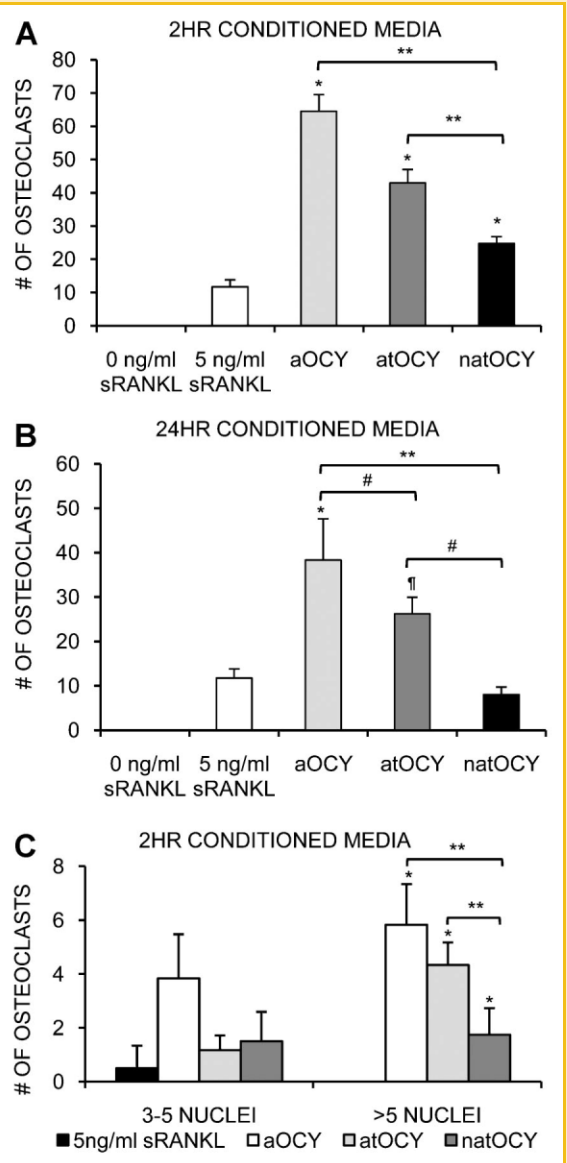 A
2HR CONDITIONED MEDIA
# OF OSTEOCLASTS
80
70
60
50
40
30
20
10
0
**
**
*
*
*
0 ng/ml sRANKL
5 ng/ml sRANKL
aOCY
atOCY
natOCY
B
24HR CONDITIONED MEDIA
# OF OSTEOCLASTS
60
50
40
30
20
10
0
**
#
#
*
¶
0 ng/ml sRANKL
5 ng/ml sRANKL
aOCY
atOCY
natOCY
C
2HR CONDITIONED MEDIA
# OF OSTEOCLASTS
8
6
4
2
0
**
**
*
*
*
3-5 NUCLEI
>5 NUCLEI
5ng/ml sRANKL aOCY atOCY natOCY